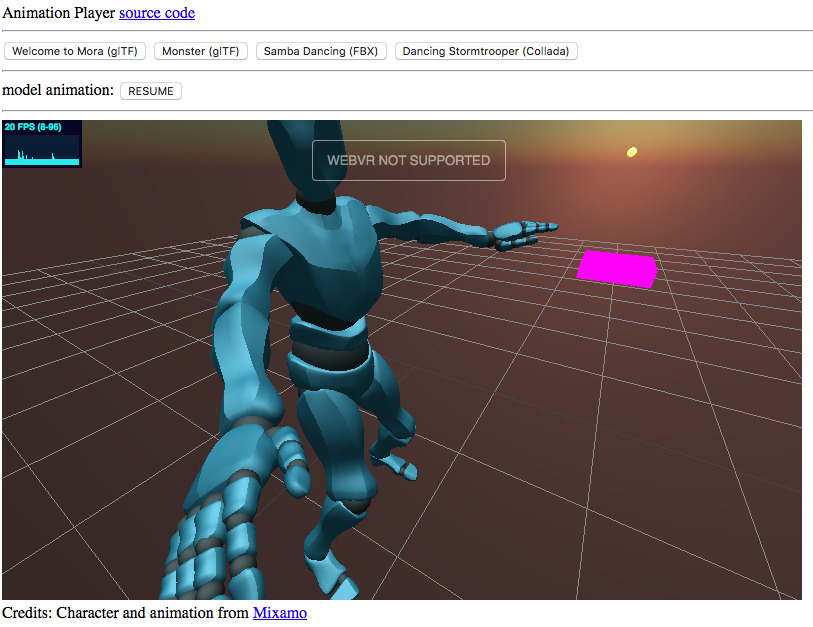 Animation Player source code
Welcome to Mora (glTF) Monster (glTF) Samba Dancing (FBX) Dancing Stormtrooper (Collada)
model animation: RESUME
20 FPS (8-96)
WEBVR NOT SUPPORTED
Credits: Character and animation from Mixamo